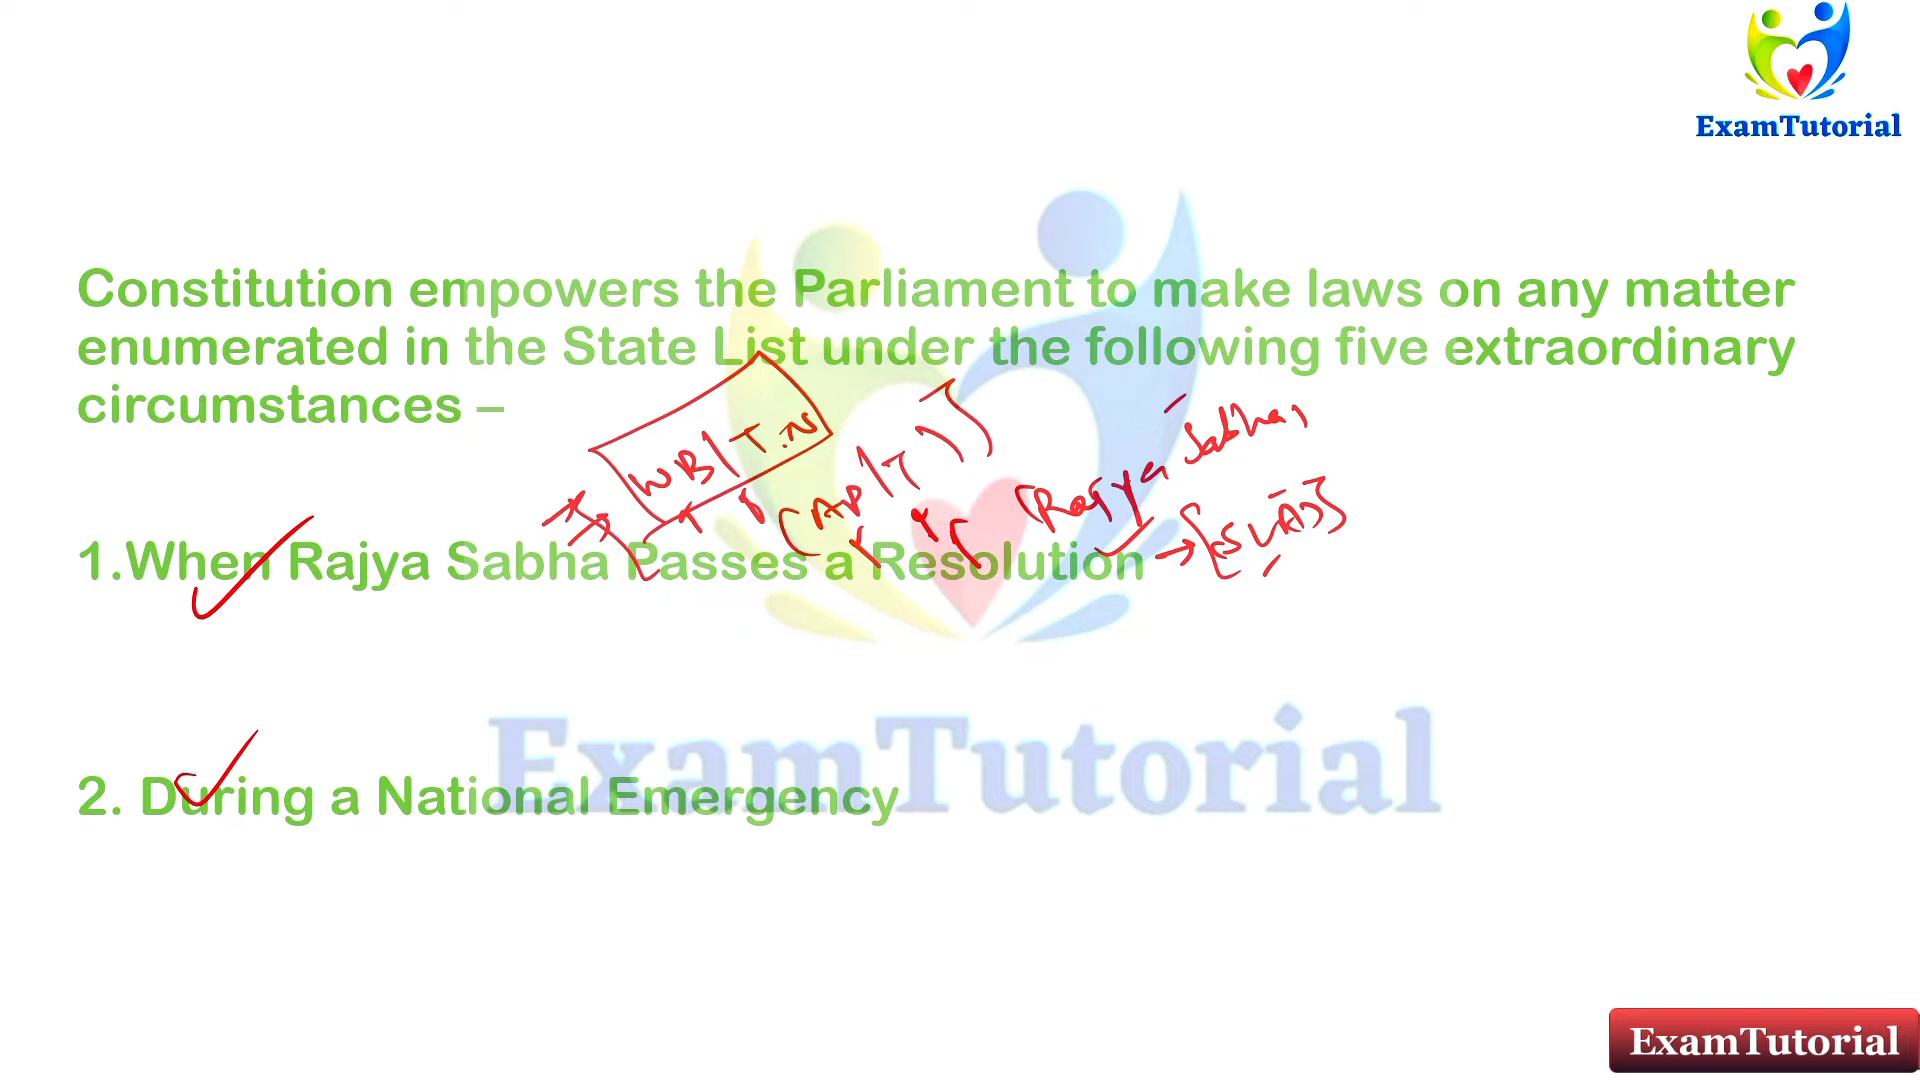 ExamTutorial
Constitution empowers the Parliament to make laws on any matter
enumerated in the State List under the following five extraordinary
circumstances –
WB/T.N
(AP/T)]
(Rajya Sabha,
1.When Rajya Sabha Passes a Resolution
ExamTutorial
2. During a National Emergency
ExamTutorial